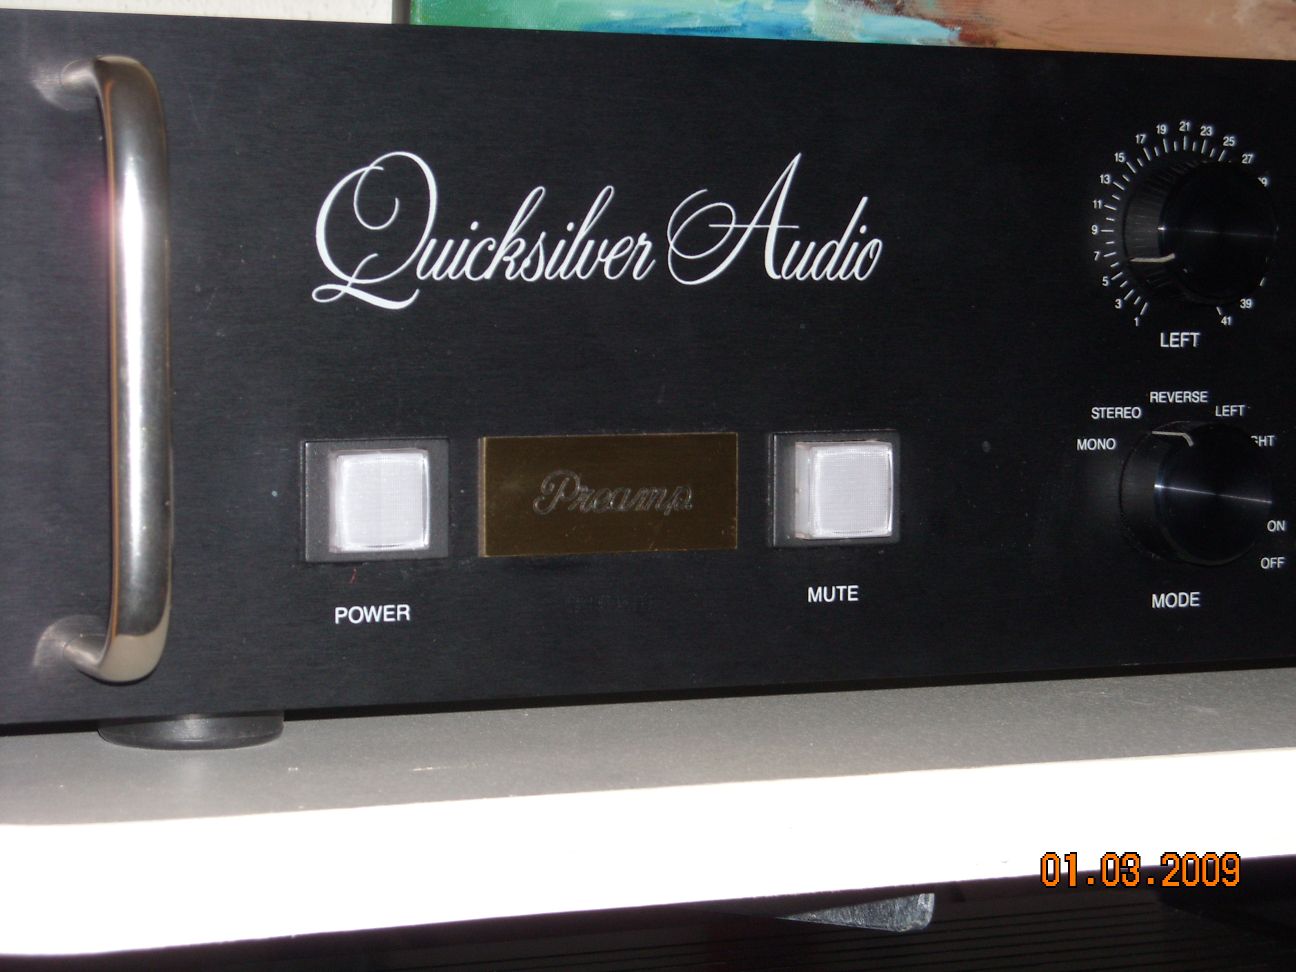 Quicksilver Audio
15 17 19 21 23 25 27
13
11
9
7
5
3
1
39
41
LEFT
REVERSE
STEREO LEFT
MONO
Preamp
ON
OFF
POWER
MUTE
MODE
01.03.2009